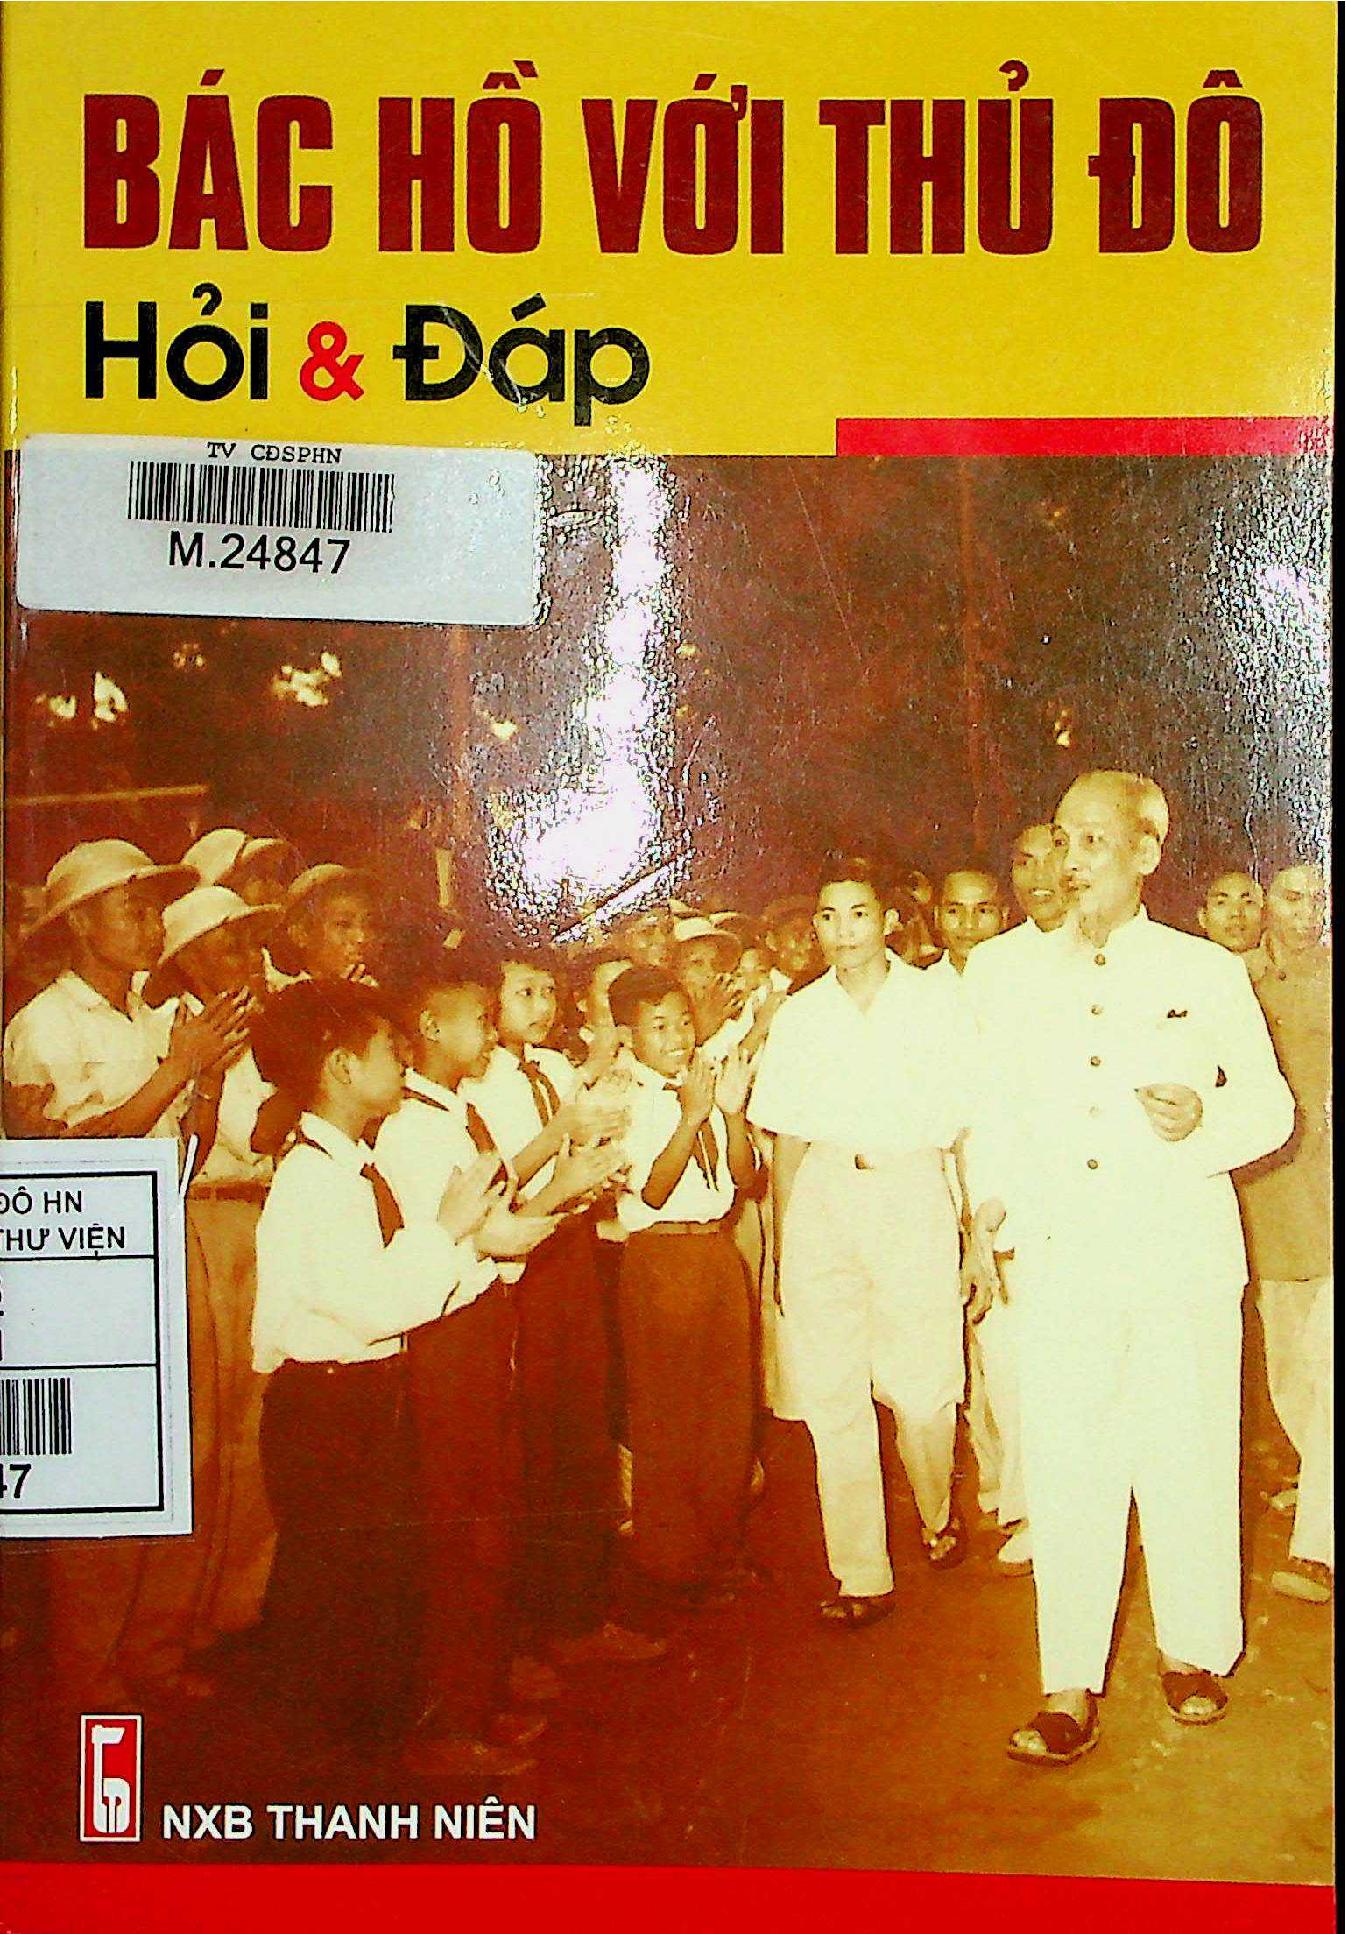 BÁC HỒ VỚI THỦ ĐÔ
Hỏi & Đáp
TV CĐSPHN
M.24847
ĐÔ HN
THƯ VIỆN
47
NXB THANH NIÊN